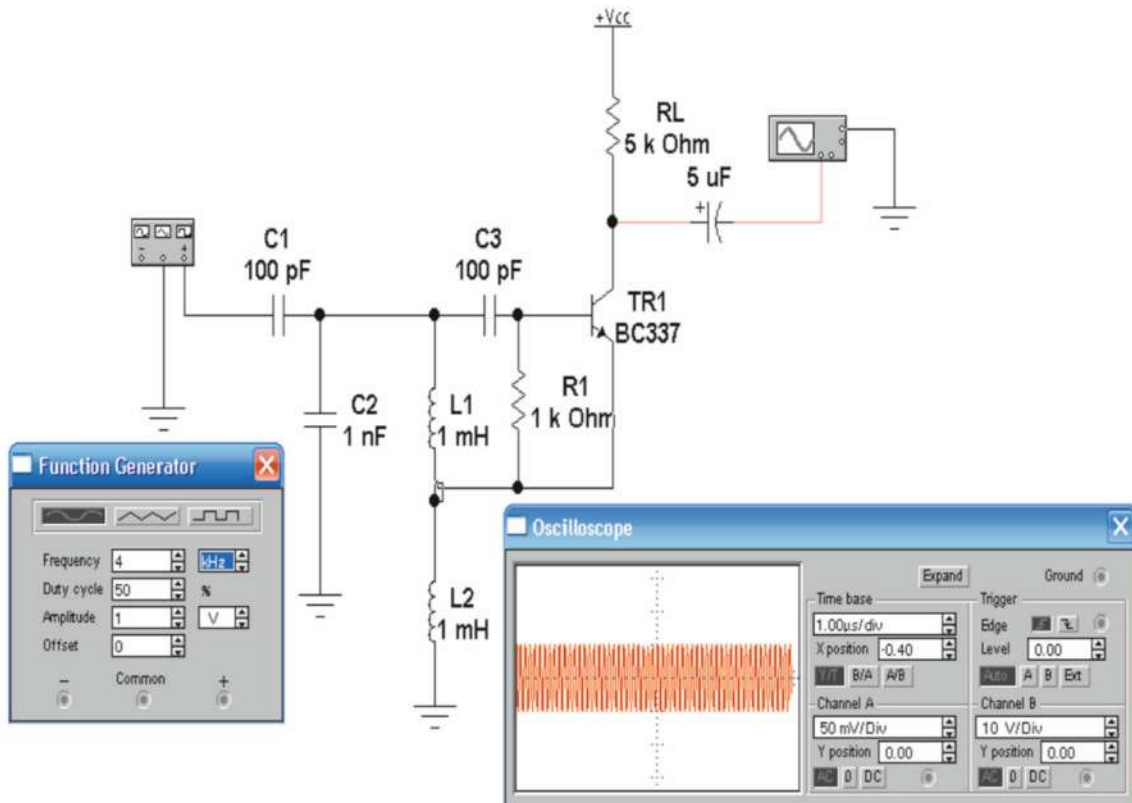 +Vcc
RL
5 k Ohm
5 uF
+
C1
100 pF
C3
100 pF
TR1
BC337
- +
C2
1 nF
L1
1 mH
R1
1 k Ohm
L2
1 mH
Function Generator
Frequency 4 kHz
Duty cycle 50 %
Amplitude 1 V
Offset 0
- Common +
Oscilloscope
Expand Ground
Time base
1.00µs/div
X position -0.40
Y/T B/A A/B
Trigger
Edge
Level 0.00
Auto A B Ext
Channel A
50 mV/Div
Y position 0.00
AC 0 DC
Channel B
10 V/Div
Y position 0.00
AC 0 DC